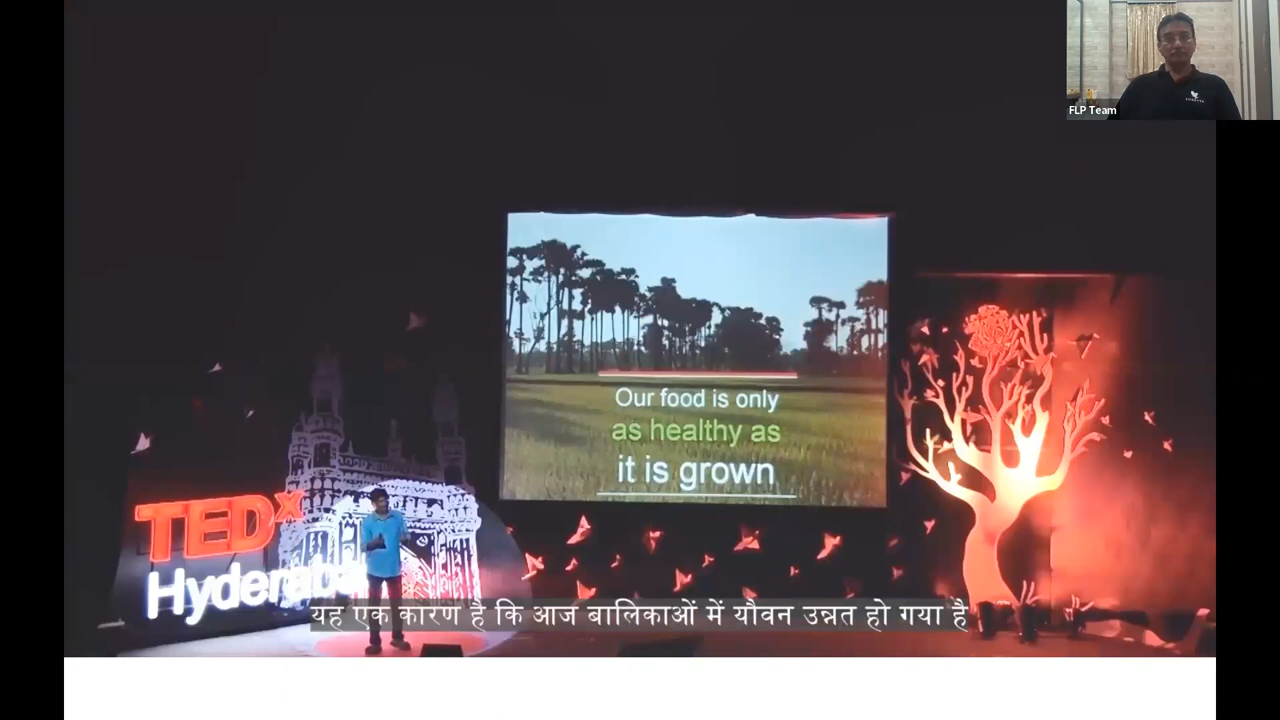 FLP Team
Our food is only
as healthy as
it is grown
TEDx
Hyderaba
यह एक कारण है कि आज बालिकाओं में यौवन उन्नत हो गया है